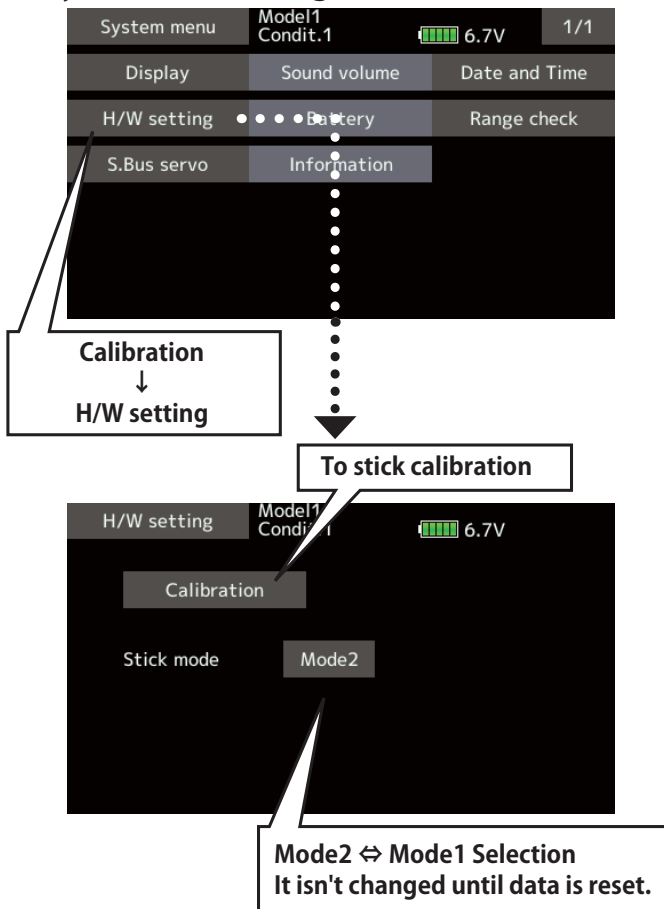 System menu
Model1
Condit.1
6.7V
1/1
Display
Sound volume
Date and Time
H/W setting
Battery
Range check
S.Bus servo
Information
Calibration
↓
H/W setting
To stick calibration
H/W setting
Model1
Condit.1
6.7V
Calibration
Stick mode
Mode2
Mode2 ⇔ Mode1 Selection
It isn't changed until data is reset.